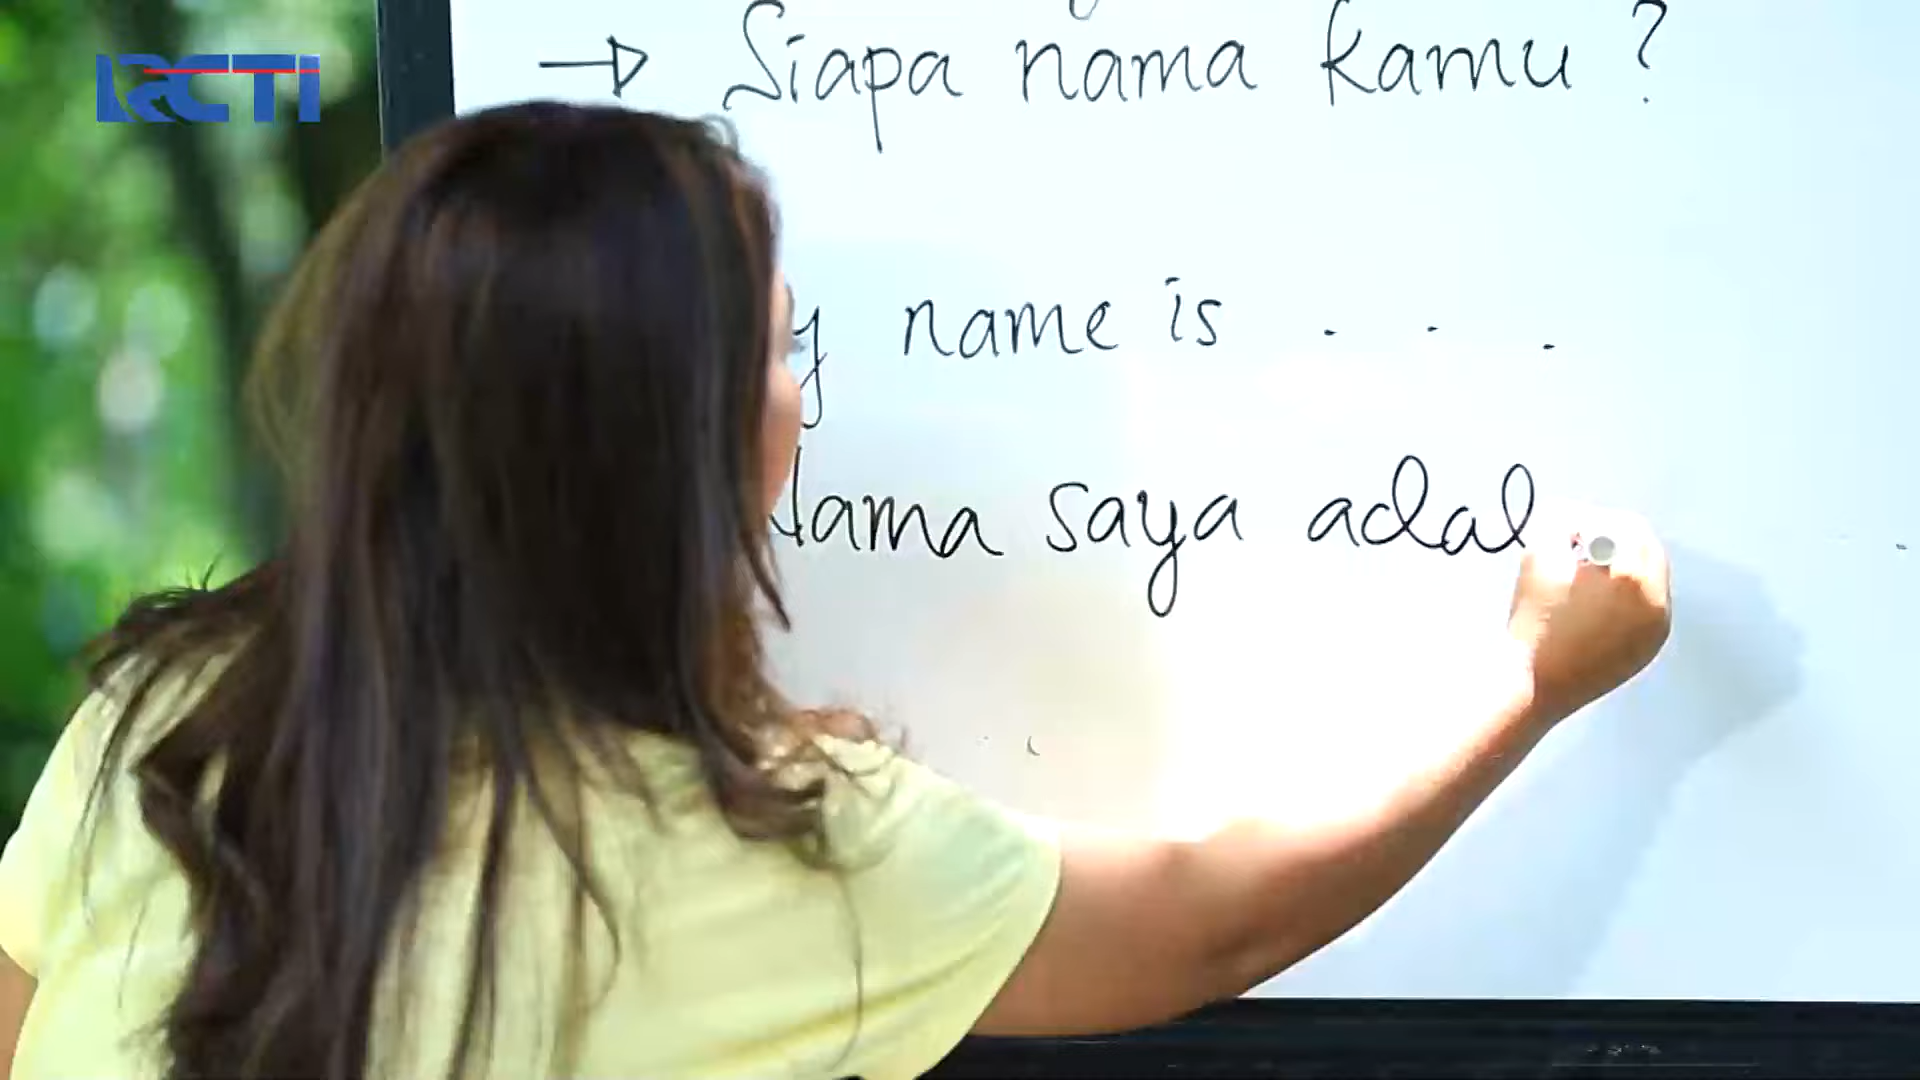 RCTI
→ Siapa nama kamu?
y name is . . .
Nama saya adal